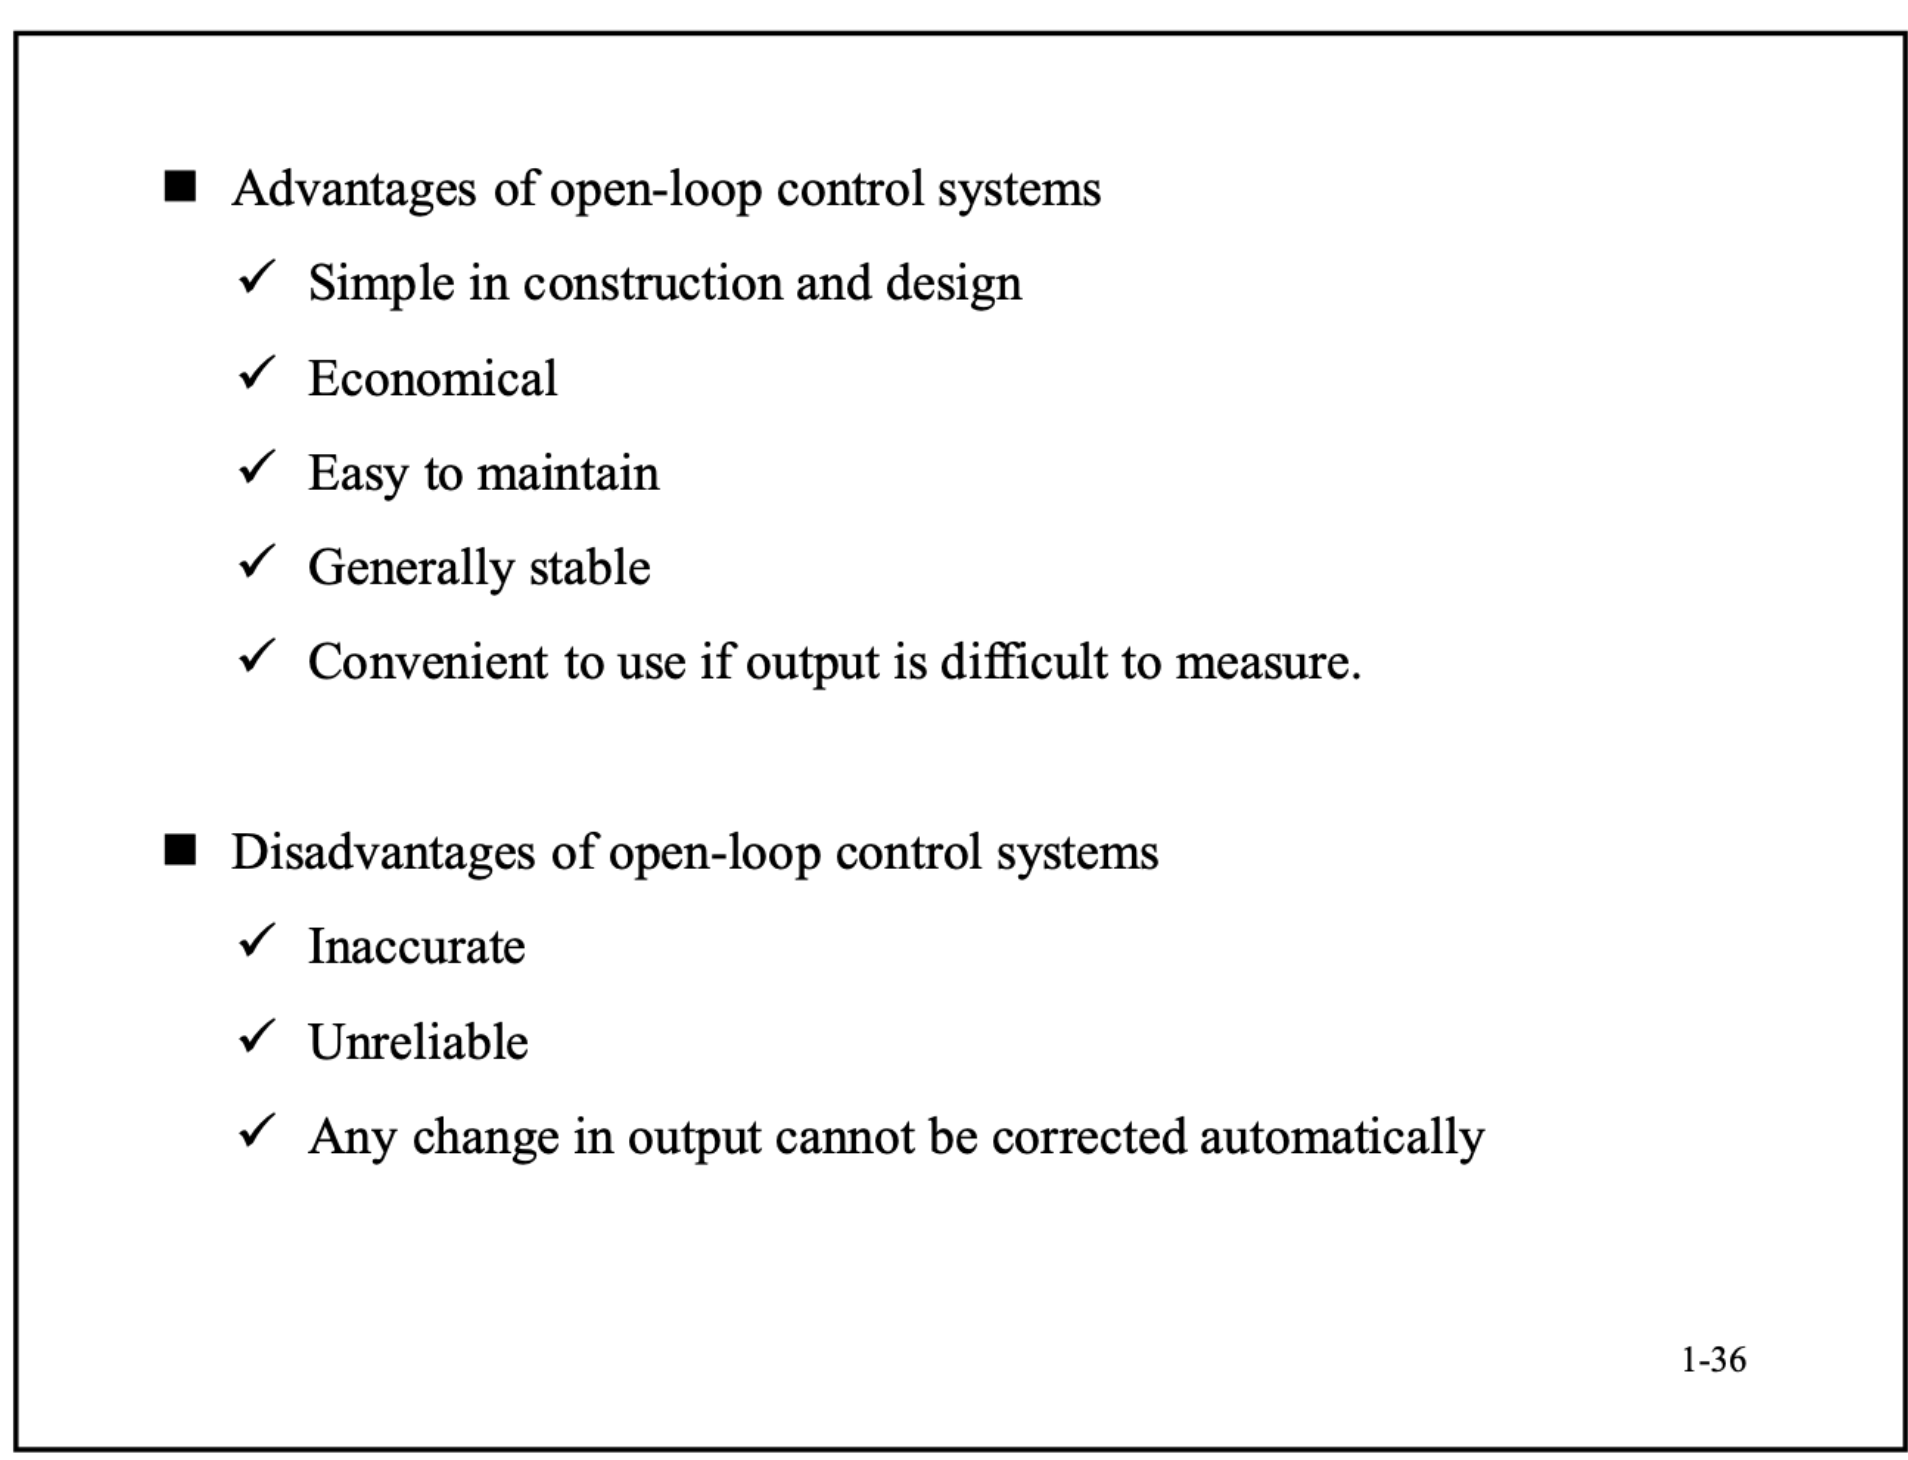 ■ Advantages of open-loop control systems
✓ Simple in construction and design
✓ Economical
✓ Easy to maintain
✓ Generally stable
✓ Convenient to use if output is difficult to measure.
■ Disadvantages of open-loop control systems
✓ Inaccurate
✓ Unreliable
✓ Any change in output cannot be corrected automatically
1-36